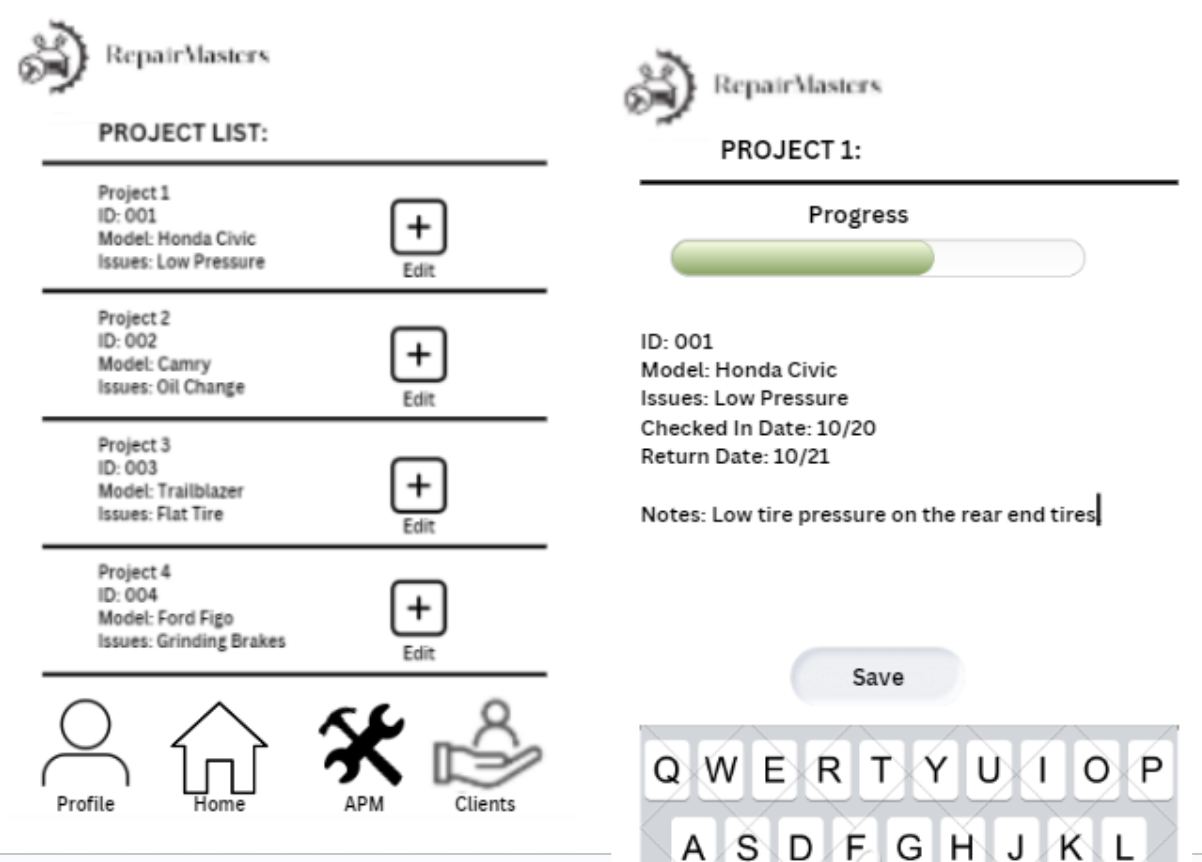 RepairMasters
PROJECT LIST:
Project 1
ID: 001
Model: Honda Civic
Issues: Low Pressure
Edit
Project 2
ID: 002
Model: Camry
Issues: Oil Change
Edit
Project 3
ID: 003
Model: Trailblazer
Issues: Flat Tire
Edit
Project 4
ID: 004
Model: Ford Figo
Issues: Grinding Brakes
Edit
Profile
Home
APM
Clients
RepairMasters
PROJECT 1:
Progress
ID: 001
Model: Honda Civic
Issues: Low Pressure
Checked In Date: 10/20
Return Date: 10/21
Notes: Low tire pressure on the rear end tires
Save
Q W E R T Y U I O P
A S D F G H J K L